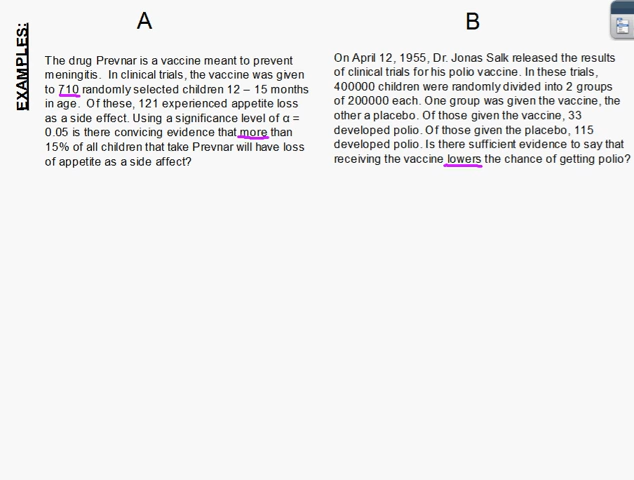 EXAMPLES:
A
The drug Prevnar is a vaccine meant to prevent
meningitis. In clinical trials, the vaccine was given
to 710 randomly selected children 12 – 15 months
in age. Of these, 121 experienced appetite loss
as a side effect. Using a significance level of α =
0.05 is there convicing evidence that more than
15% of all children that take Prevnar will have loss
of appetite as a side affect?
B
On April 12, 1955, Dr. Jonas Salk released the results
of clinical trials for his polio vaccine. In these trials,
400000 children were randomly divided into 2 groups
of 200000 each. One group was given the vaccine, the
other a placebo. Of those given the vaccine, 33
developed polio. Of those given the placebo, 115
developed polio. Is there sufficient evidence to say that
receiving the vaccine lowers the chance of getting polio?